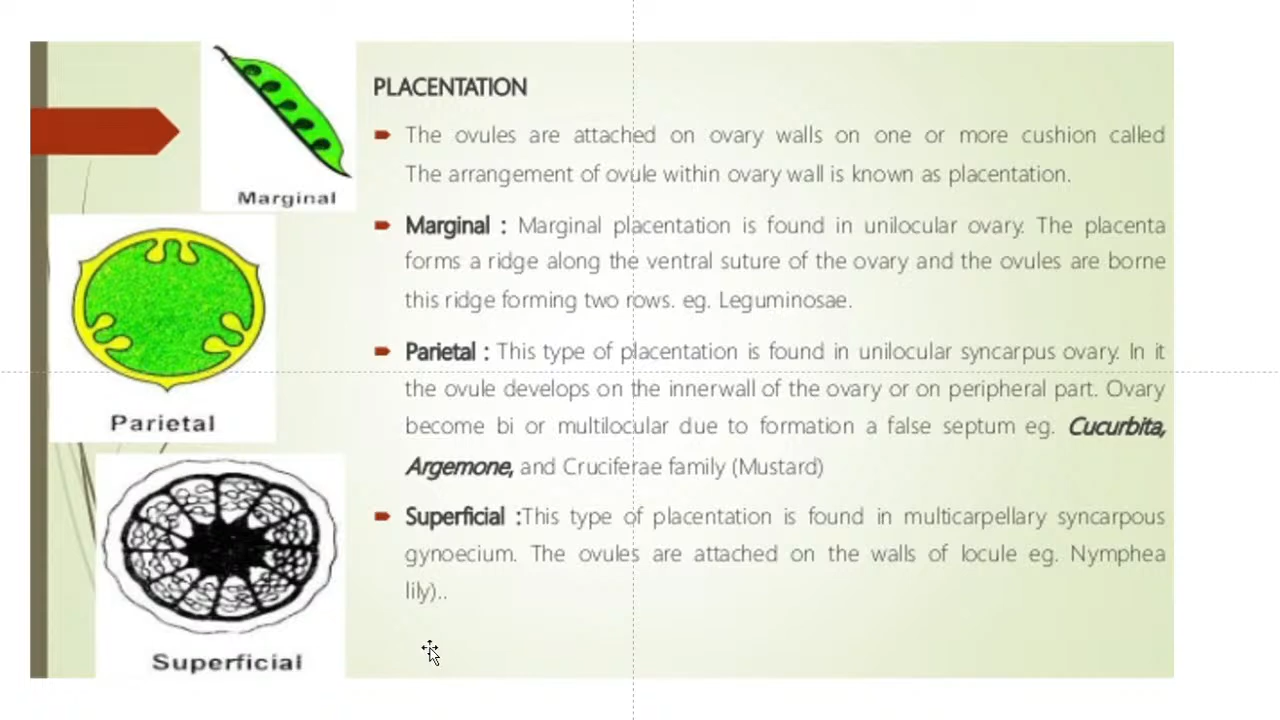 PLACENTATION
The ovules are attached on ovary walls on one or more cushion called
The arrangement of ovule within ovary wall is known as placentation.
Marginal
Marginal : Marginal placentation is found in unilocular ovary. The placenta
forms a ridge along the ventral suture of the ovary and the ovules are borne
this ridge forming two rows. eg. Leguminosae.
Parietal : This type of placentation is found in unilocular syncarpus ovary. In it
the ovule develops on the innerwall of the ovary or on peripheral part. Ovary
become bi or multilocular due to formation a false septum eg. Cucurbita,
Argemone, and Cruciferae family (Mustard)
Parietal
Superficial :This type of placentation is found in multicarpellary syncarpous
gynoecium. The ovules are attached on the walls of locule eg. Nymphea
lily)..
Superficial